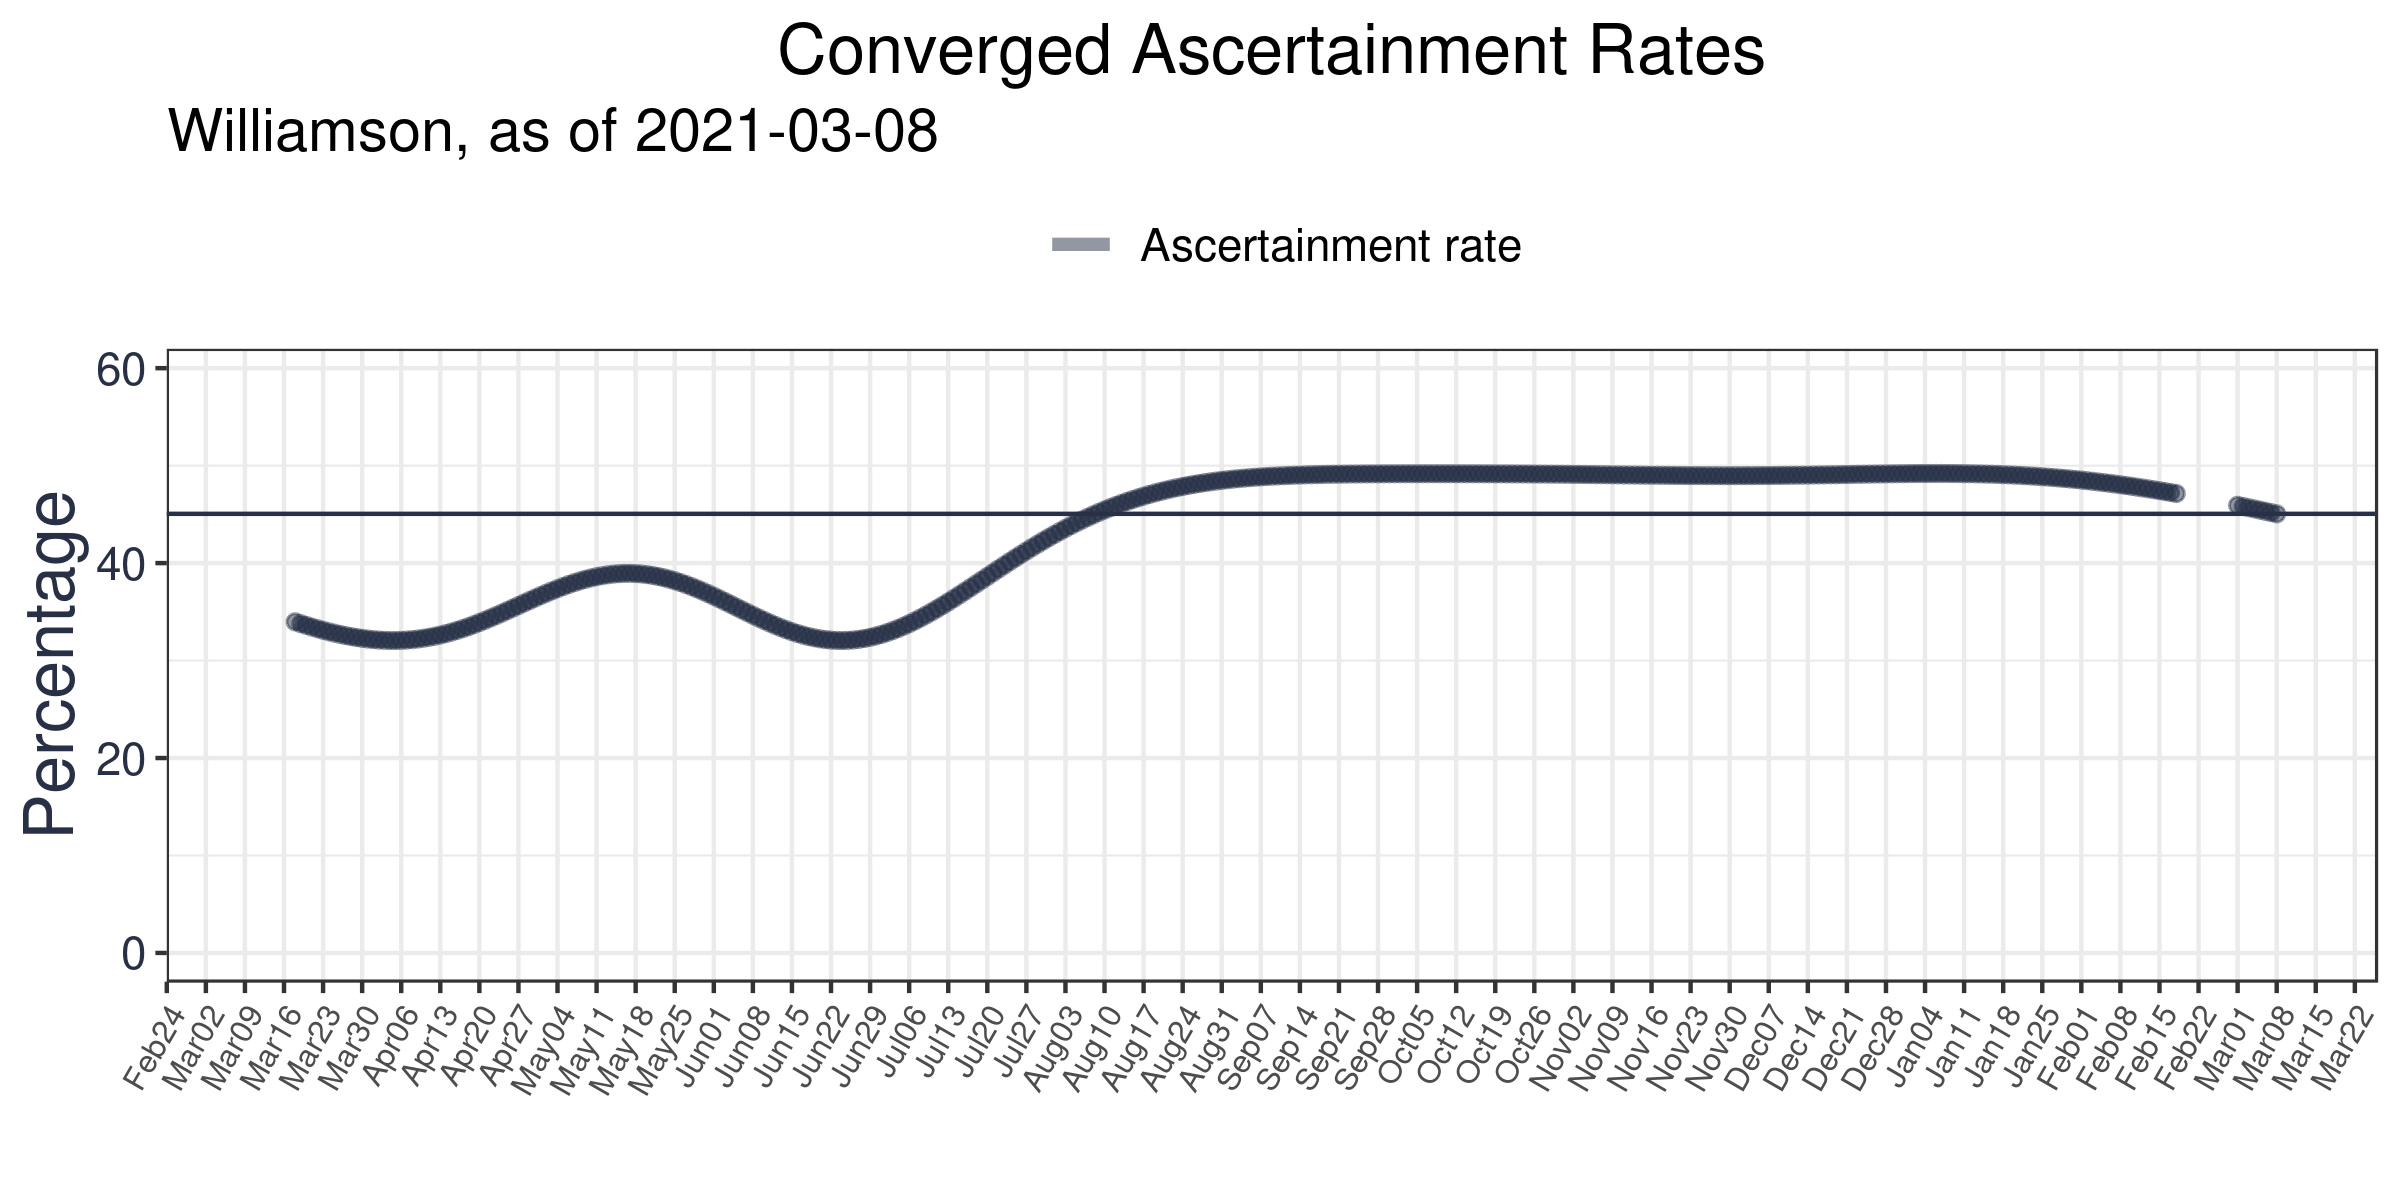 Converged Ascertainment Rates
Williamson, as of 2021-03-08
Ascertainment rate
Percentage
60
40
20
0
Feb24 Mar02 Mar09 Mar16 Mar23 Mar30 Apr06 Apr13 Apr20 Apr27 May04 May11 May18 May25 Jun01 Jun08 Jun15 Jun22 Jun29 Jul06 Jul13 Jul20 Jul27 Aug03 Aug10 Aug17 Aug24 Aug31 Sep07 Sep14 Sep21 Sep28 Oct05 Oct12 Oct19 Oct26 Nov02 Nov09 Nov16 Nov23 Nov30 Dec07 Dec14 Dec21 Dec28 Jan04 Jan11 Jan18 Jan25 Feb01 Feb08 Feb15 Feb22 Mar01 Mar08 Mar15 Mar22